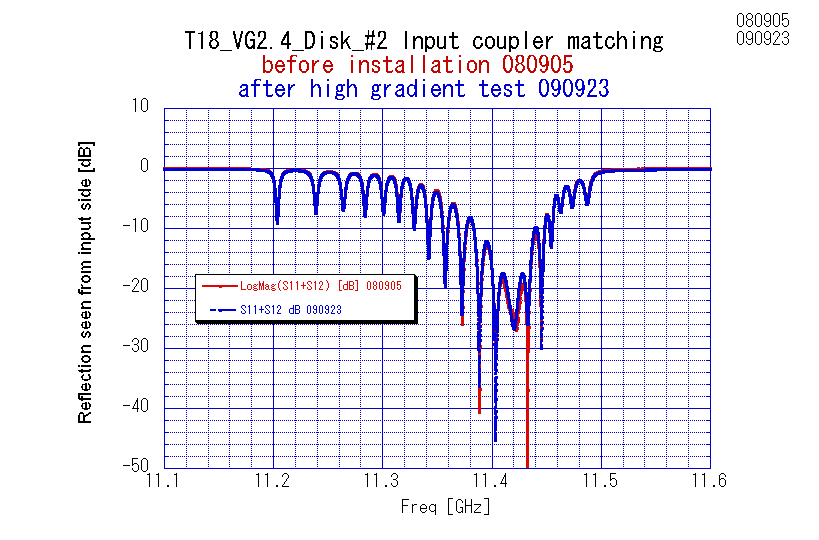 080905
090923
T18_VG2.4_Disk_#2 Input coupler matching
before installation 080905
after high gradient test 090923
10
0
-10
-20
-30
-40
-50
Reflection seen from input side [dB]
LogMag(S11+S12) [dB] 080905
S11+S12 dB 090923
11.1 11.2 11.3 11.4 11.5 11.6
Freq [GHz]